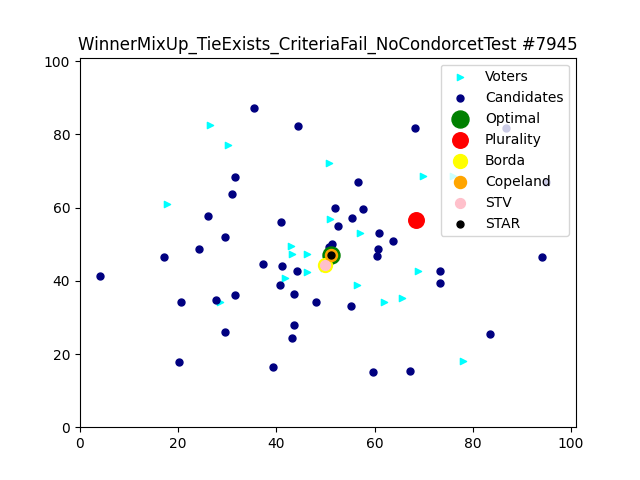 WinnerMixUp_TieExists_CriteriaFail_NoCondorcetTest #7945
100
80
60
40
20
0
0 20 40 60 80 100
Voters
Candidates
Optimal
Plurality
Borda
Copeland
STV
STAR